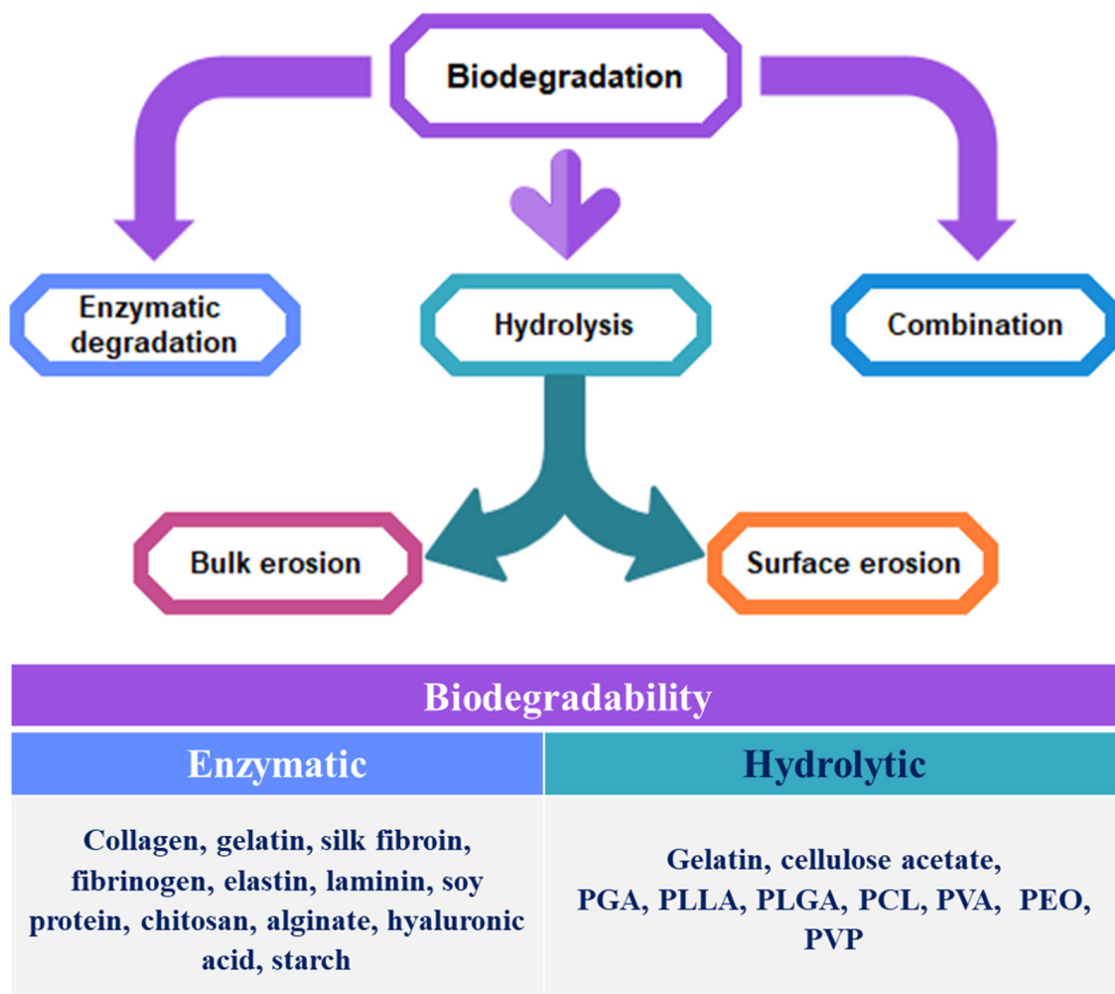 Biodegradation
Enzymatic
degradation
Hydrolysis
Combination
Bulk erosion
Surface erosion
Biodegradability
Enzymatic
Hydrolytic
Collagen, gelatin, silk fibroin,
fibrinogen, elastin, laminin, soy
protein, chitosan, alginate, hyaluronic
acid, starch
Gelatin, cellulose acetate,
PGA, PLLA, PLGA, PCL, PVA, PEO,
PVP